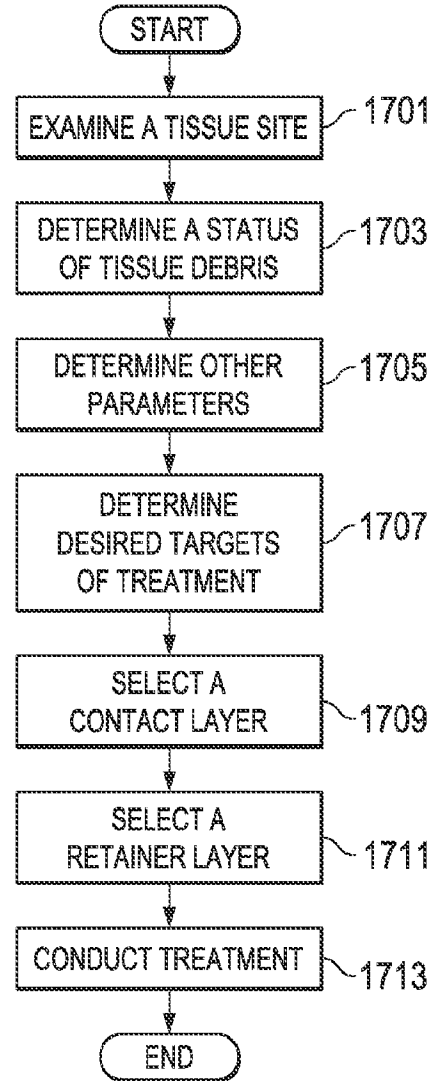 START
EXAMINE A TISSUE SITE
1701
DETERMINE A STATUS
OF TISSUE DEBRIS
1703
DETERMINE OTHER
PARAMETERS
1705
DETERMINE
DESIRED TARGETS
OF TREATMENT
1707
SELECT A
CONTACT LAYER
1709
SELECT A
RETAINER LAYER
1711
CONDUCT TREATMENT
1713
END